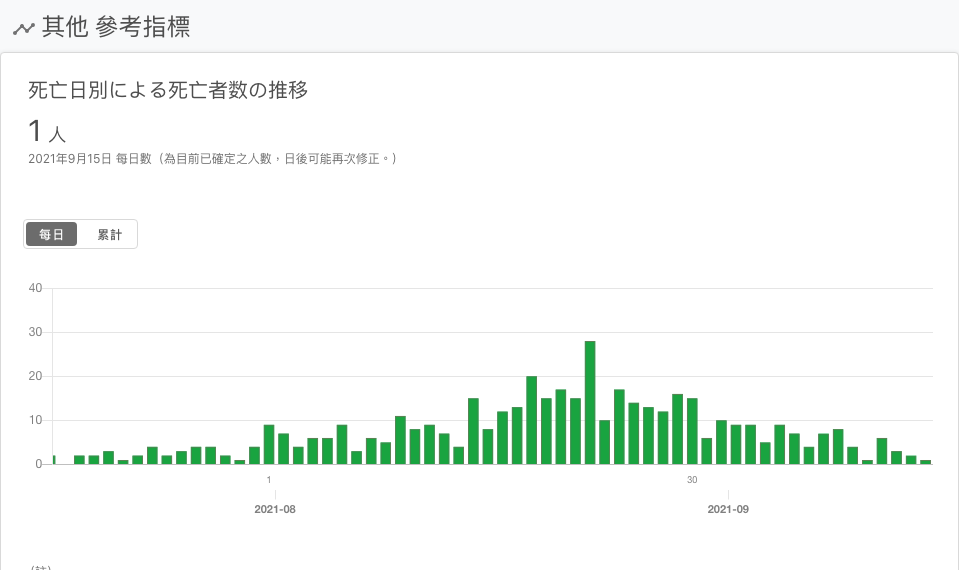 其他 參考指標
死亡日別による死亡者数の推移
1 人
2021年9月15日 每日數（為目前已確定之人數，日後可能再次修正。）
每日 累計
40
30
20
10
0
1 30
2021-08 2021-09